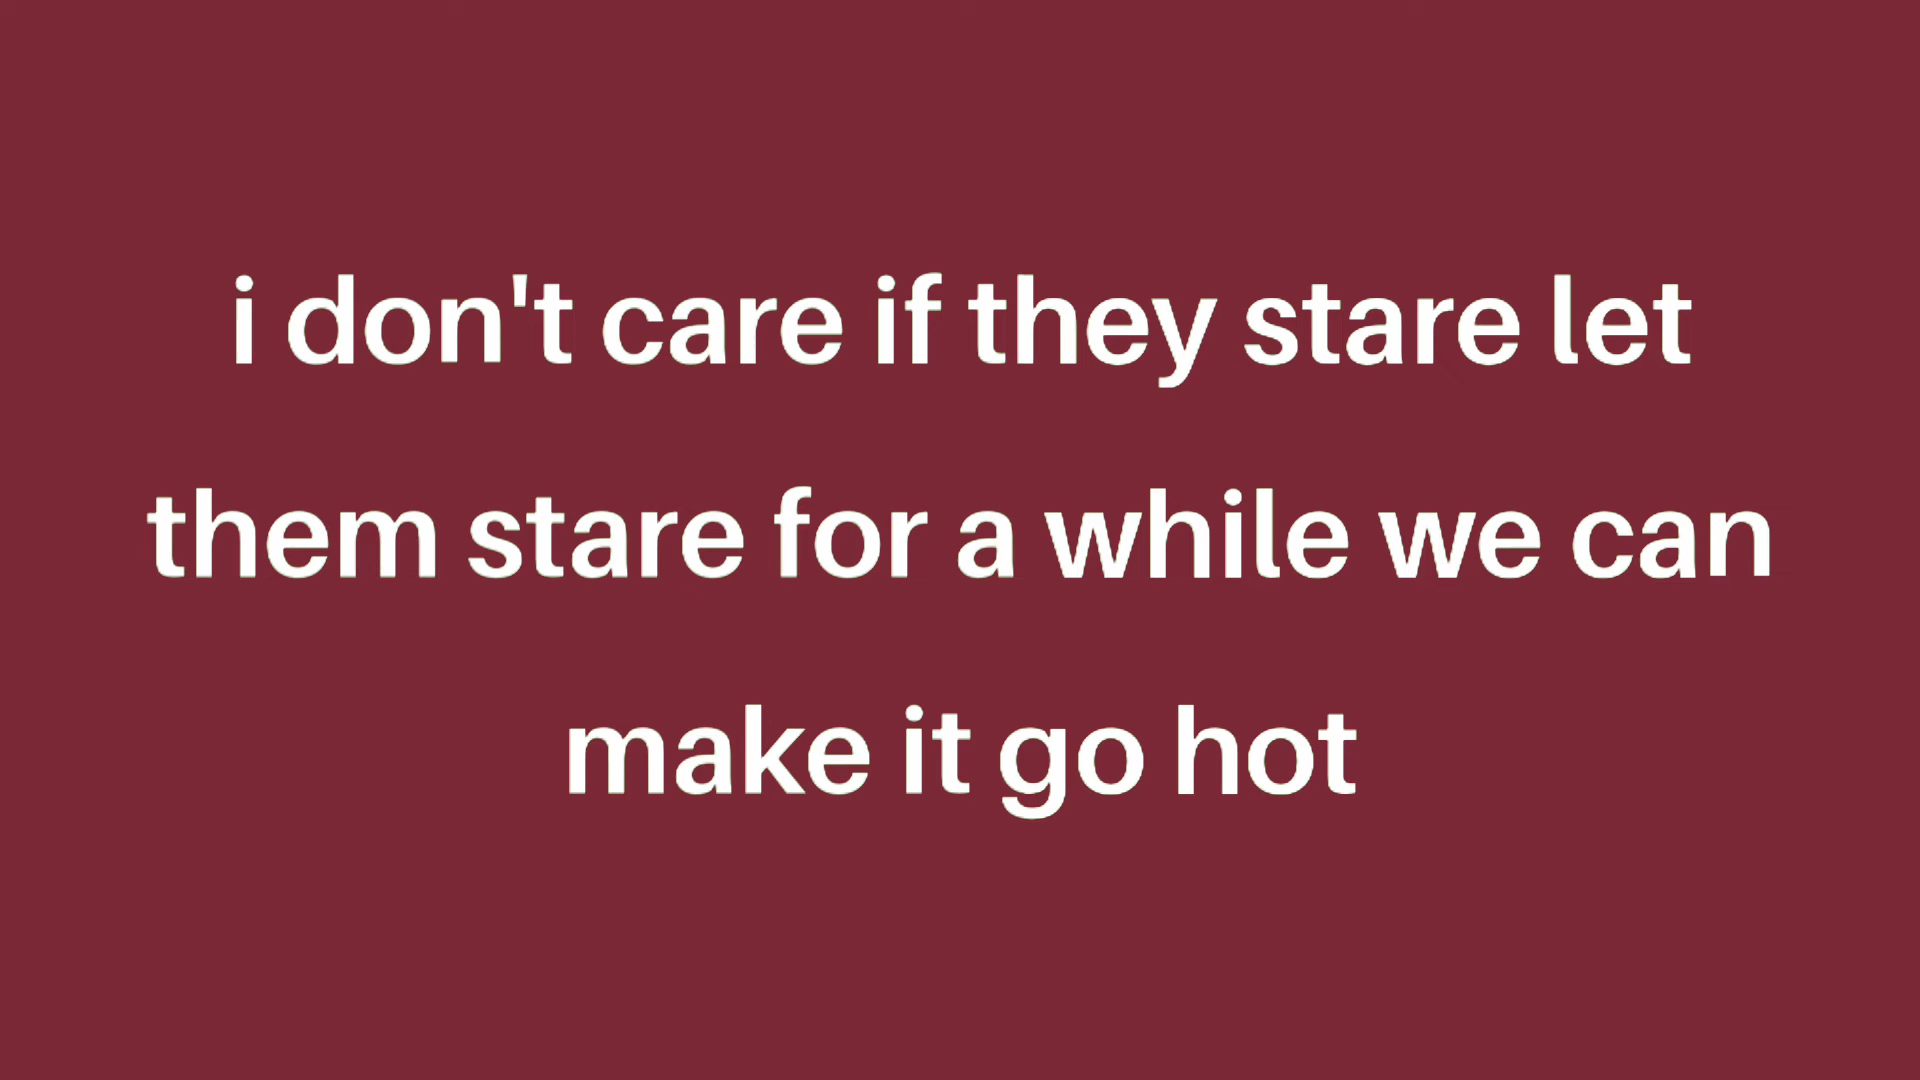 i don't care if they stare let
them stare for a while we can
make it go hot